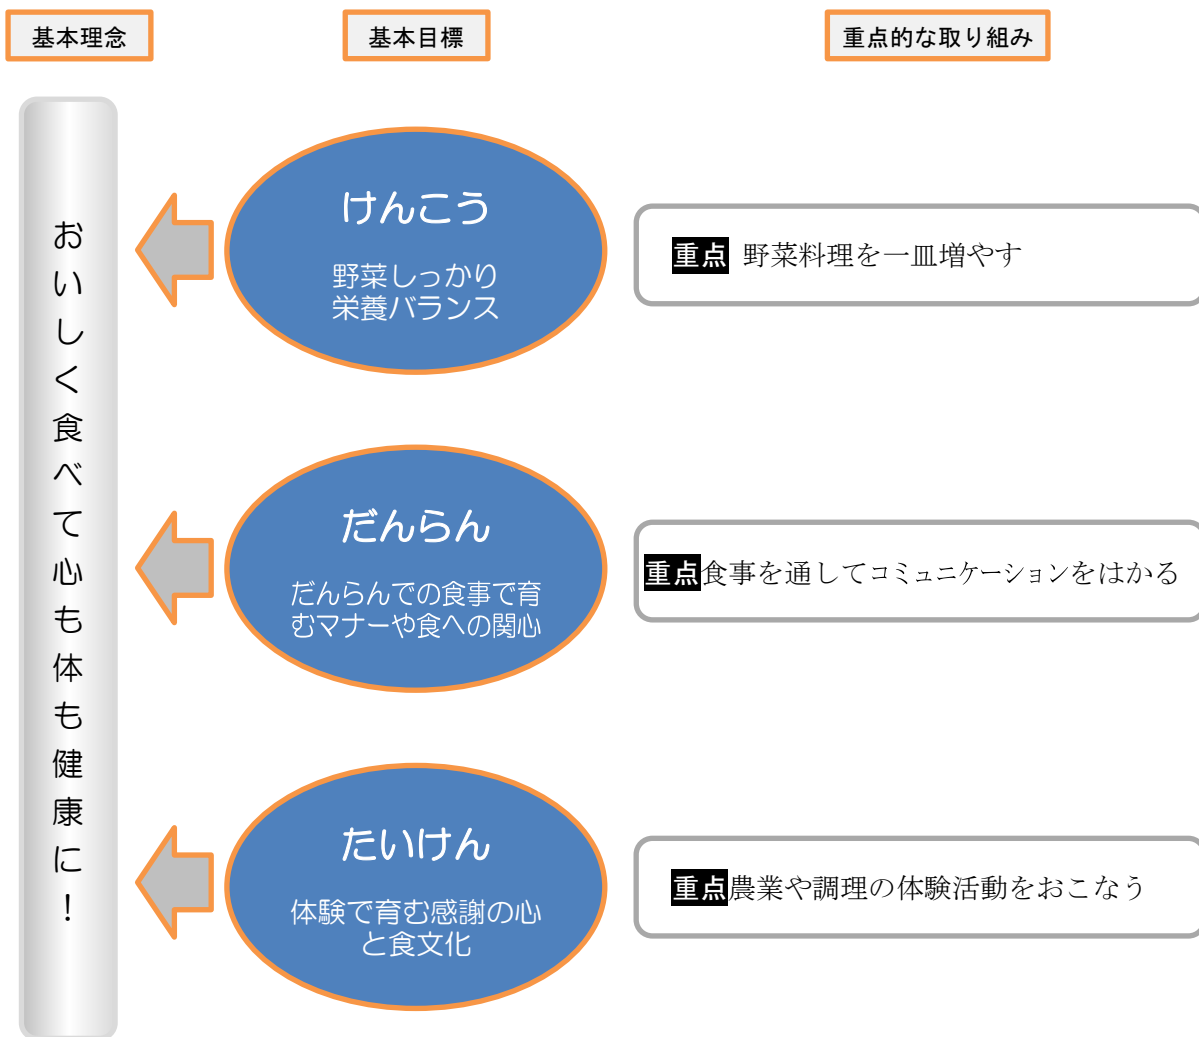 基本理念
基本目標
重点的な取り組み
おいしく食べて心も体も健康に！
けんこう
野菜しっかり
栄養バランス
重点 野菜料理を一皿増やす
だんらん
だんらんでの食事で育
むマナーや食への関心
重点食事を通してコミュニケーションをはかる
たいけん
体験で育む感謝の心
と食文化
重点農業や調理の体験活動をおこなう